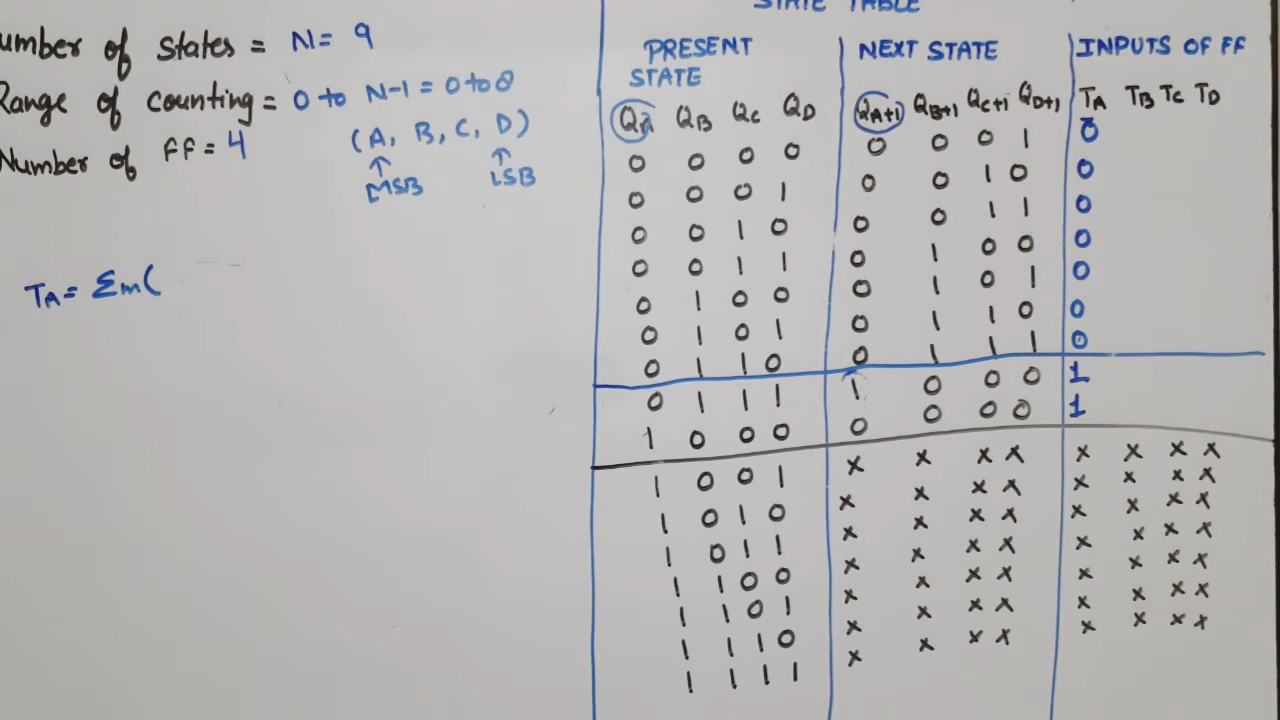 umber of states = N= 9
Range of counting= 0 to N-1 = 0 to 8
Number of FF= 4 (A, B, C, D)
↑ ↑
MSB LSB
TA= Σm(
STATE TABLE
PRESENT STATE NEXT STATE INPUTS OF FF
QA QB QC QD QA+1 QB+1 QC+1 QD+1 TA TB TC TD
0 0 0 0 0 0 0 1 0
0 0 0 1 0 0 1 0 0
0 0 1 0 0 0 1 1 0
0 0 1 1 0 1 0 0 0
0 1 0 0 0 1 0 1 0
0 1 0 1 0 1 1 0 0
0 1 1 0 0 1 1 1 0
0 1 1 1 1 0 0 0 1
1 0 0 0 0 0 0 0 1
1 0 0 1 x x x x x x x x
1 0 1 0 x x x x x x x x
1 0 1 1 x x x x x x x x
1 1 0 0 x x x x x x x x
1 1 0 1 x x x x x x x x
1 1 1 0 x x x x x x x x
1 1 1 1 x x x x x x x x